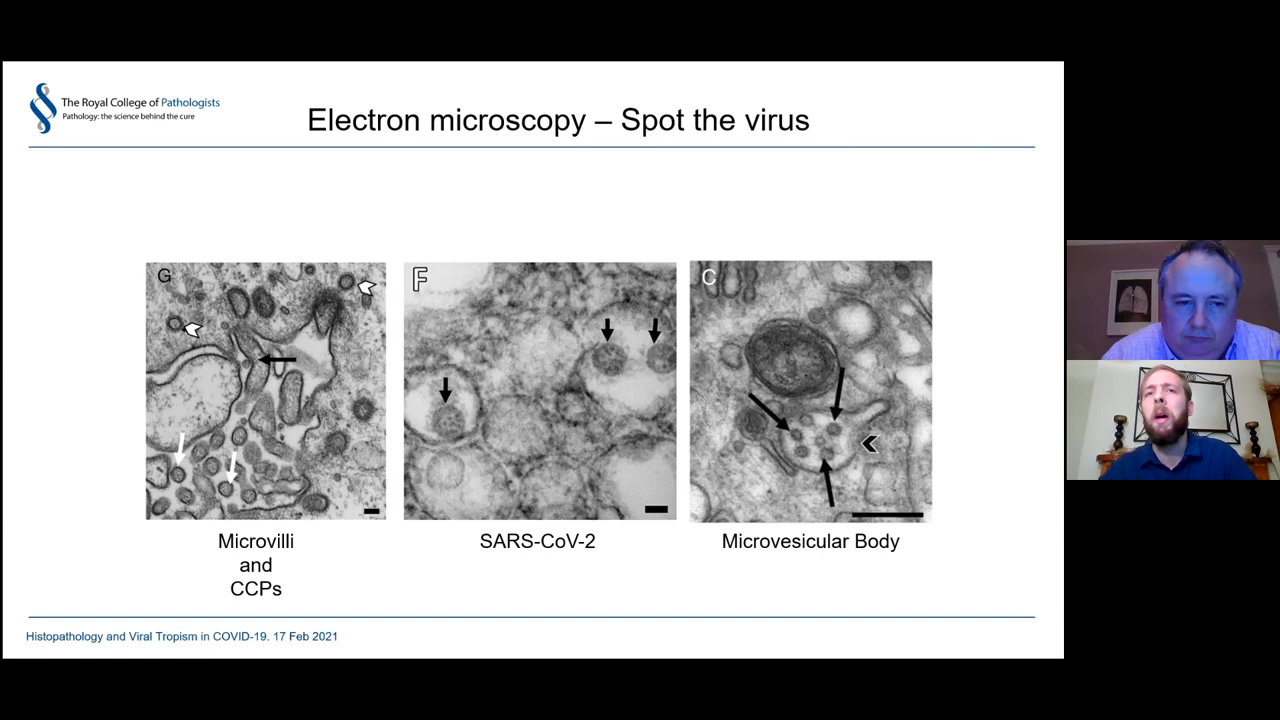 The Royal College of Pathologists
Pathology: the science behind the cure
Electron microscopy – Spot the virus
G
F
C
Microvilli
and
CCPs
SARS-CoV-2
Microvesicular Body
Histopathology and Viral Tropism in COVID-19. 17 Feb 2021